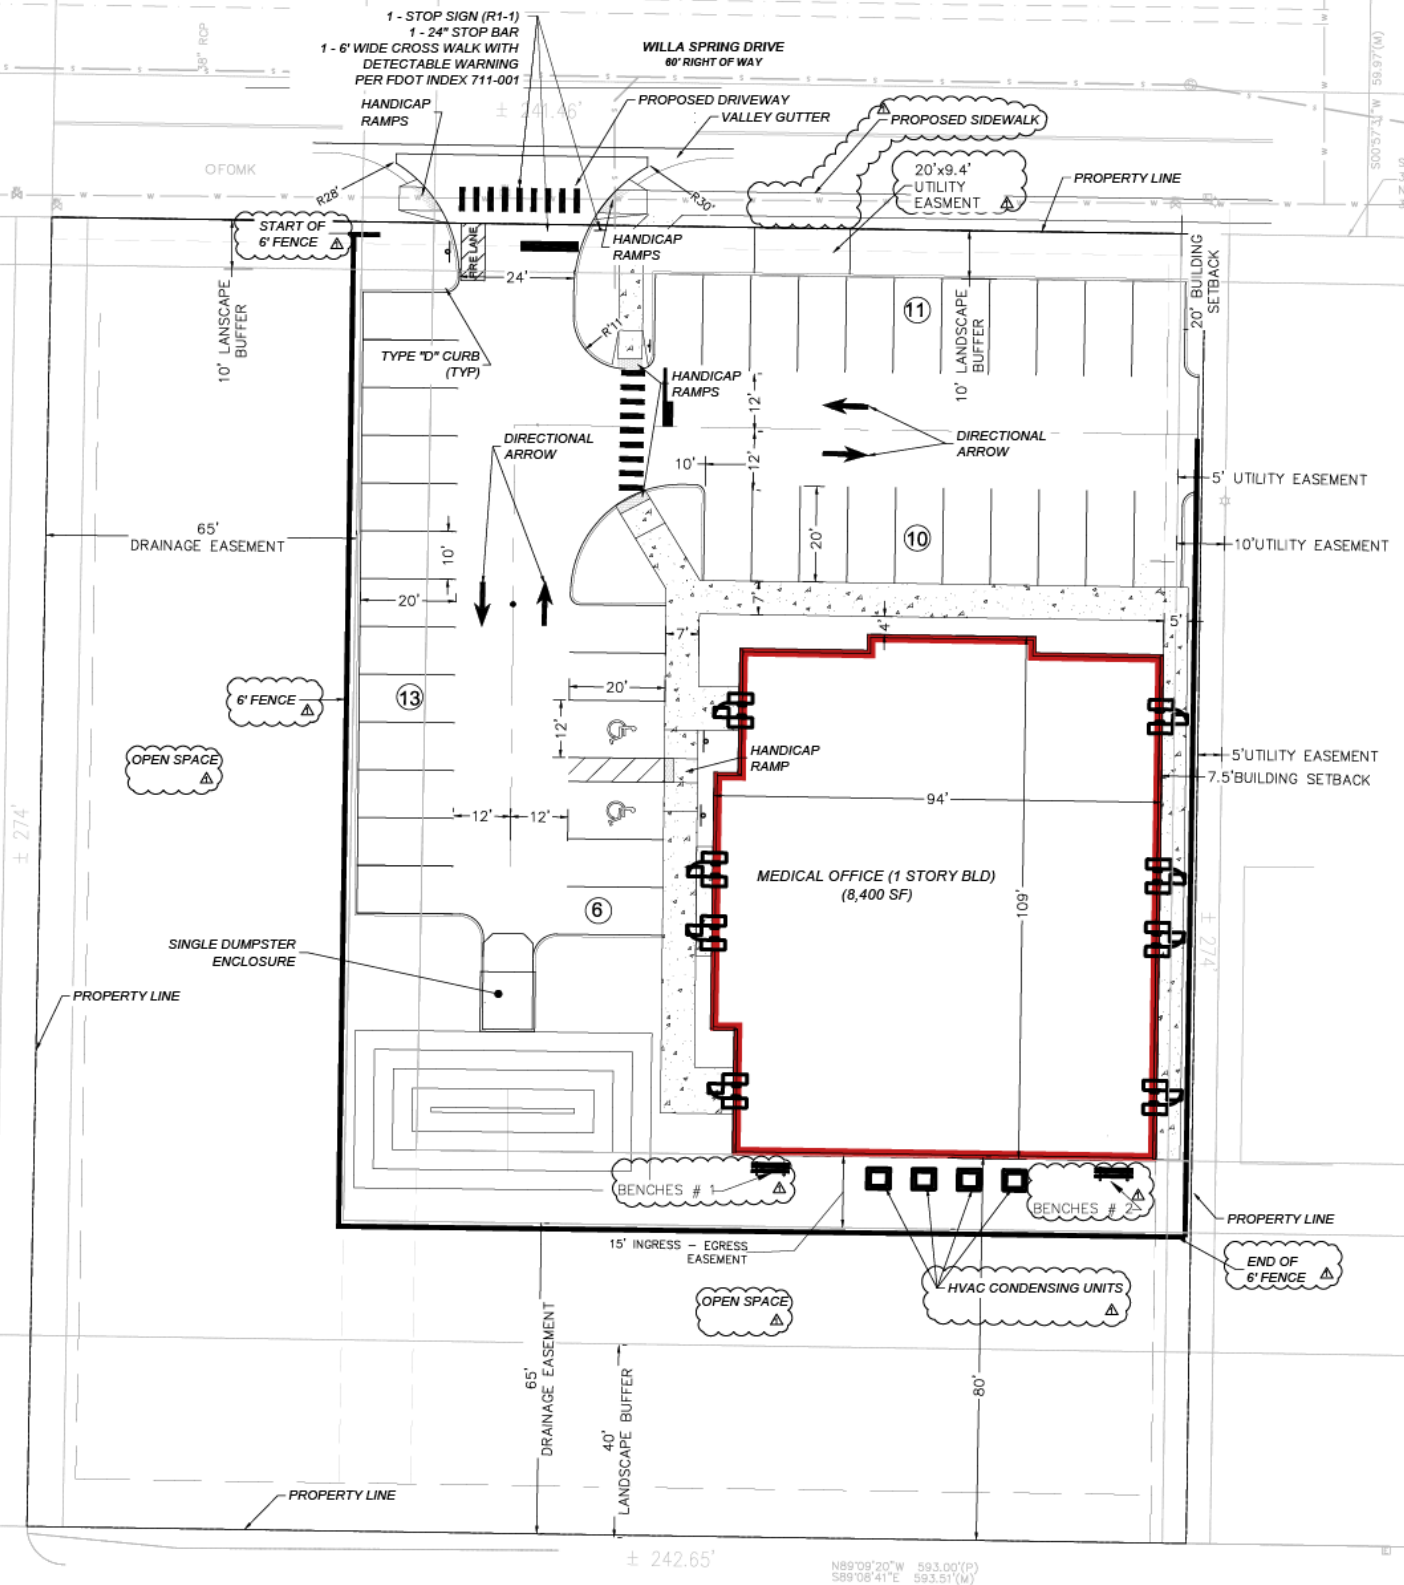 1 - STOP SIGN (R1-1)
1 - 24" STOP BAR
1 - 6' WIDE CROSS WALK WITH
DETECTABLE WARNING
PER FDOT INDEX 711-001
WILLA SPRING DRIVE
60' RIGHT OF WAY
38" RCP
S00°57'31"W 59.97'(M)
± 241.46'
HANDICAP
RAMPS
PROPOSED DRIVEWAY
VALLEY GUTTER
PROPOSED SIDEWALK
OFOMK
R28'
R30'
20'x9.4'
UTILITY
EASMENT
PROPERTY LINE
START OF
6' FENCE
FIRE LANE
HANDICAP
RAMPS
24'
10' LANSCAPE
BUFFER
R'11
11
10' LANDSCAPE
BUFFER
20' BUILDING
SETBACK
TYPE "D" CURB
(TYP)
HANDICAP
RAMPS
12'
12'
DIRECTIONAL
ARROW
DIRECTIONAL
ARROW
10'
5' UTILITY EASEMENT
65'
DRAINAGE EASEMENT
10'
20'
10
10'UTILITY EASEMENT
20'
7'
7'
4'
5'
6' FENCE
13
20'
12'
HANDICAP
RAMP
OPEN SPACE
5'UTILITY EASEMENT
7.5'BUILDING SETBACK
94'
12'
12'
± 274'
MEDICAL OFFICE (1 STORY BLD)
(8,400 SF)
109'
6
± 274'
SINGLE DUMPSTER
ENCLOSURE
PROPERTY LINE
BENCHES # 1
BENCHES # 2
PROPERTY LINE
15' INGRESS - EGRESS
EASEMENT
END OF
6' FENCE
HVAC CONDENSING UNITS
OPEN SPACE
65'
DRAINAGE EASEMENT
40'
LANDSCAPE BUFFER
80'
PROPERTY LINE
± 242.65'
N89°09'20"W 593.00'(P)
S89°08'41"E 593.51'(M)